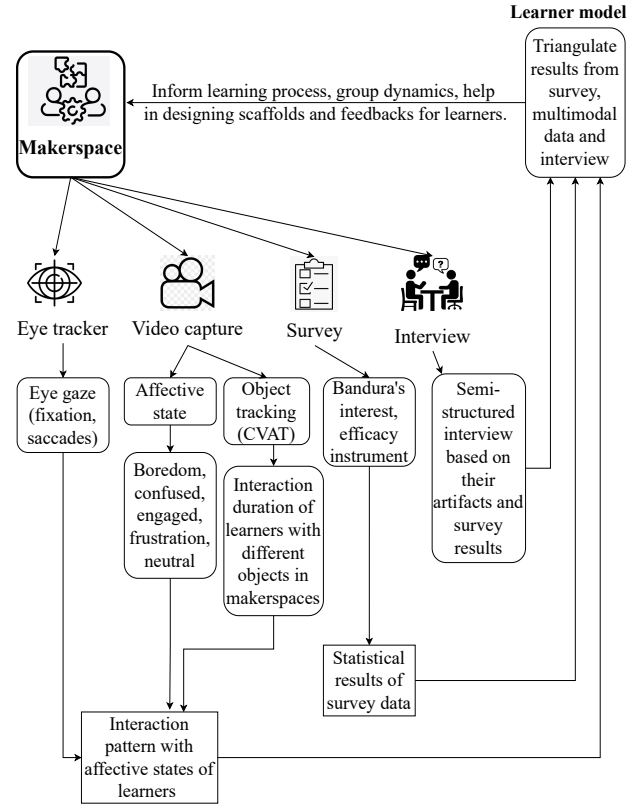 Learner model
Triangulate
results from
survey,
multimodal
data and
interview
Inform learning process, group dynamics, help
in designing scaffolds and feedbacks for learners.
Makerspace
?
Eye tracker
Video capture
Survey
Interview
Eye gaze
(fixation,
saccades)
Affective
state
Object
tracking
(CVAT)
Bandura's
interest,
efficacy
instrument
Semi-
structured
interview
based on
their
artifacts and
survey
results
Boredom,
confused,
engaged,
frustration,
neutral
Interaction
duration of
learners with
different
objects in
makerspaces
Statistical
results of
survey data
Interaction
pattern with
affective states of
learners